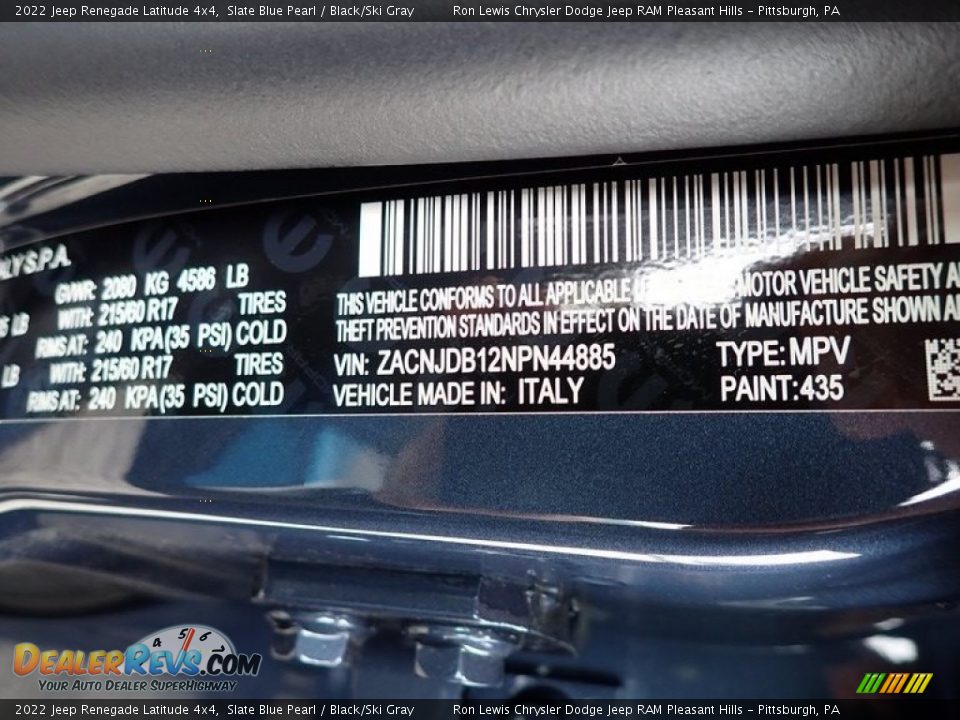 2022 Jeep Renegade Latitude 4x4, Slate Blue Pearl / Black/Ski Gray Ron Lewis Chrysler Dodge Jeep RAM Pleasant Hills - Pittsburgh, PA
S.P.A.
GVWR: 2080 KG 4586 LB
LB WITH: 215/60 R17 TIRES
RIMS AT: 240 KPA(35 PSI) COLD
LB WITH: 215/60 R17 TIRES
RIMS AT: 240 KPA(35 PSI) COLD
THIS VEHICLE CONFORMS TO ALL APPLICABLE MOTOR VEHICLE SAFETY
THEFT PREVENTION STANDARDS IN EFFECT ON THE DATE OF MANUFACTURE SHOWN
VIN: ZACNJDB12NPN44885 TYPE: MPV
VEHICLE MADE IN: ITALY PAINT: 435
4 5 6
DEALERREVS.COM
YOUR AUTO DEALER SUPERHIGHWAY
2022 Jeep Renegade Latitude 4x4, Slate Blue Pearl / Black/Ski Gray Ron Lewis Chrysler Dodge Jeep RAM Pleasant Hills - Pittsburgh, PA